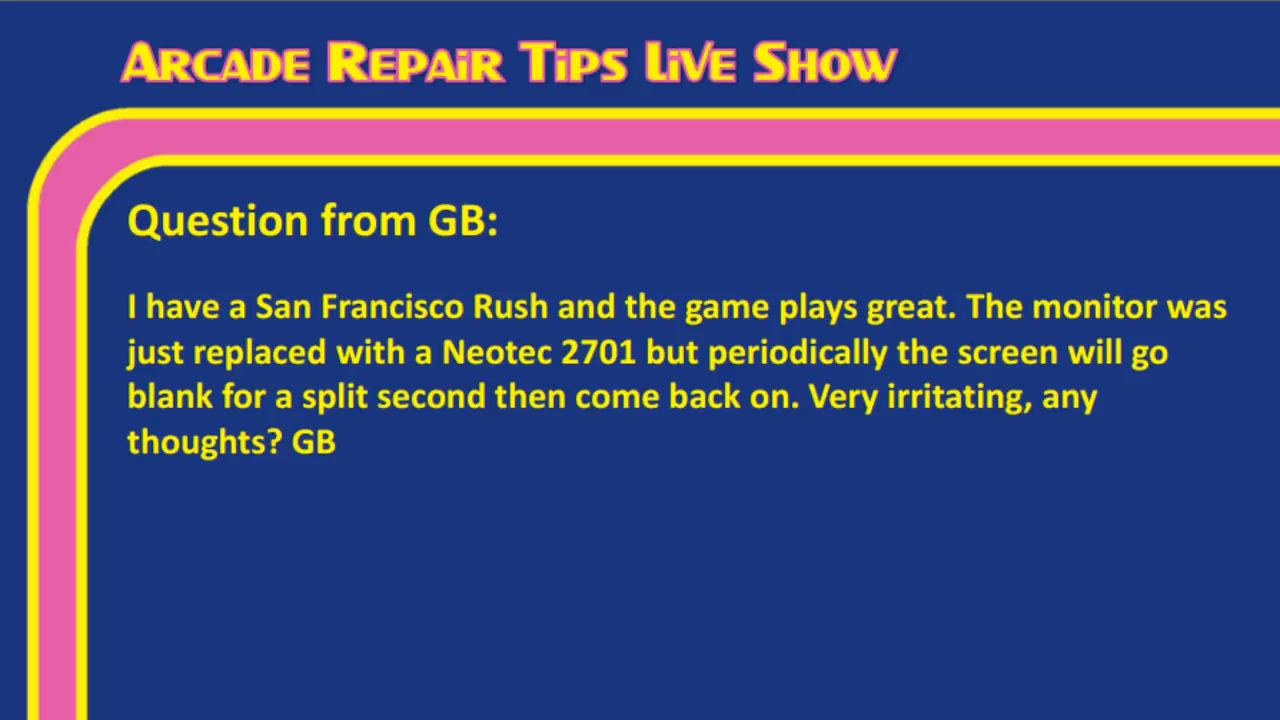 Arcade Repair Tips Live Show
Question from GB:
I have a San Francisco Rush and the game plays great. The monitor was
just replaced with a Neotec 2701 but periodically the screen will go
blank for a split second then come back on. Very irritating, any
thoughts? GB